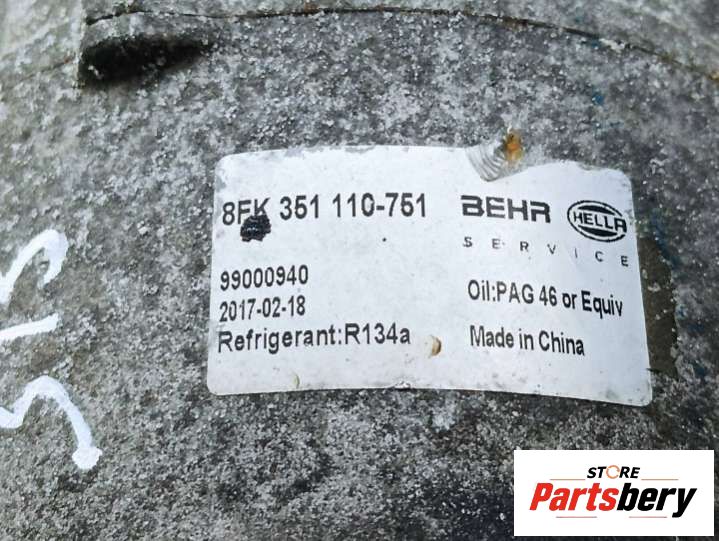 8FK 351 110-751 BEHR HELLA
SERVICE
99000940
2017-02-18
Refrigerant:R134a
Oil:PAG 46 or Equiv
Made in China
STORE
Partsbery